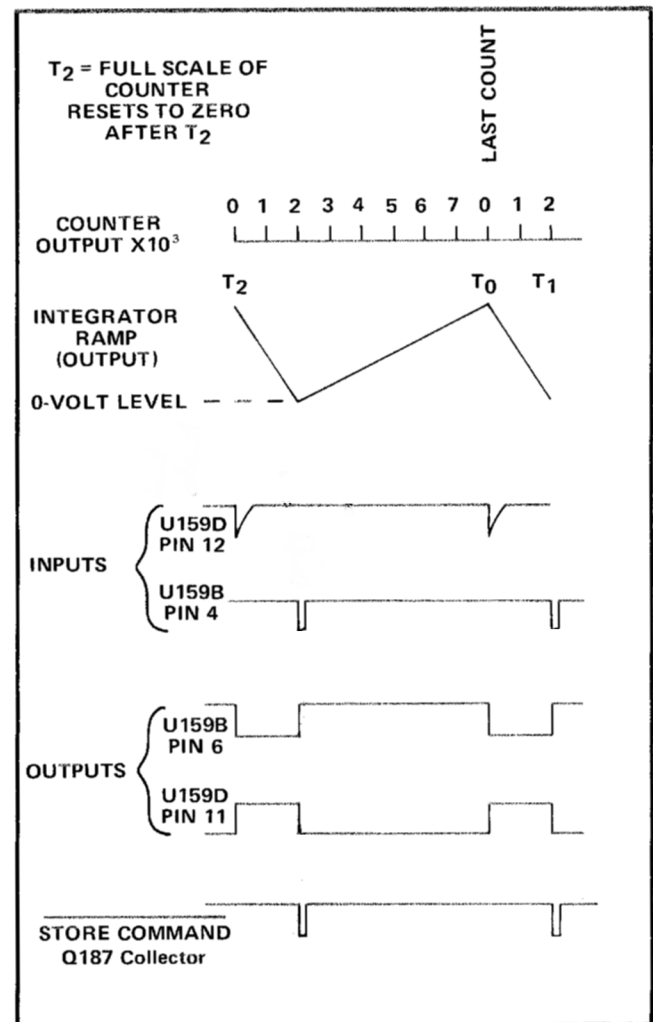 T2 = FULL SCALE OF
COUNTER
RESETS TO ZERO
AFTER T2
LAST COUNT
COUNTER
OUTPUT X10³
0 1 2 3 4 5 6 7 0 1 2
T2 T0 T1
INTEGRATOR
RAMP
(OUTPUT)
0-VOLT LEVEL
INPUTS
U159D
PIN 12
U159B
PIN 4
OUTPUTS
U159B
PIN 6
U159D
PIN 11
STORE COMMAND
Q187 Collector